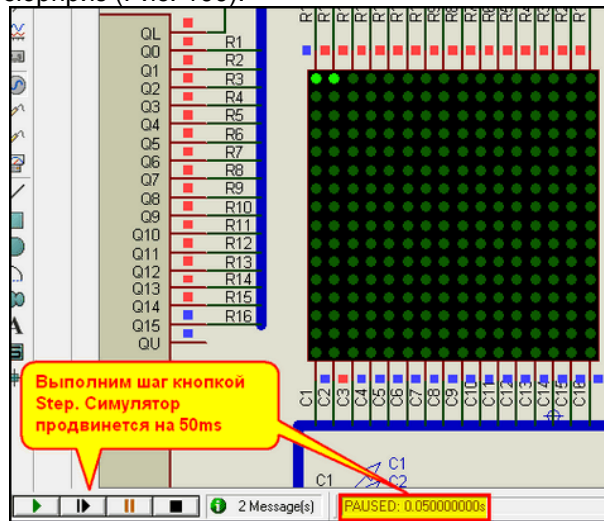 QL
Q0
Q1
Q2
Q3
Q4
Q5
Q6
Q7
Q8
Q9
Q10
Q11
Q12
Q13
Q14
Q15
QU
R1
R2
R3
R4
R5
R6
R7
R8
R9
R10
R11
R12
R13
R14
R15
R16
C1
C2
C3
C4
C5
C6
C7
C8
C9
C10
C11
C12
C13
C14
C15
C16
Выполним шаг кнопкой
Step. Симулятор
продвинется на 50ms
C1
C1
C2
A
2 Message(s)
PAUSED: 0.050000000s